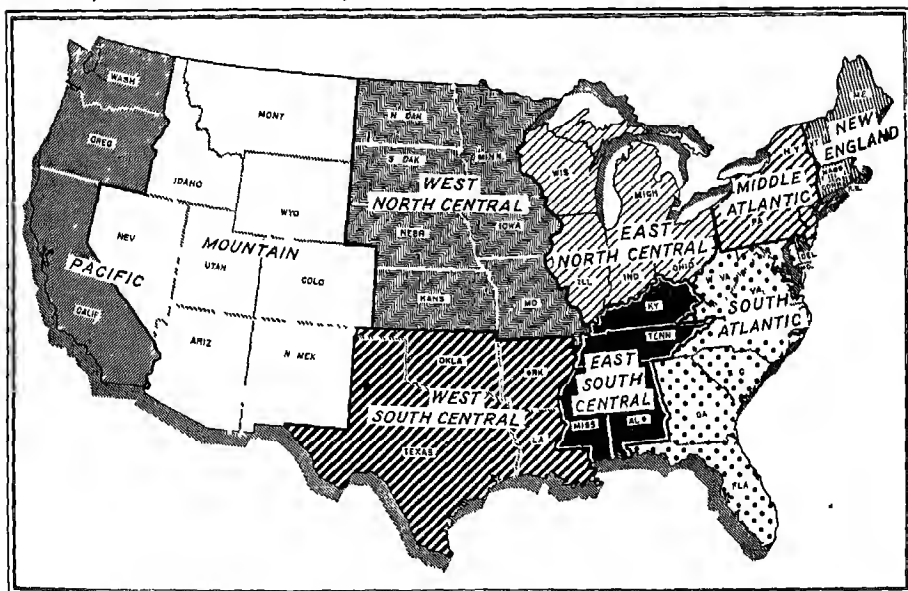 WASH
OREG
CALIF
PACIFIC
NEV
IDAHO
MONT
WYO
MOUNTAIN
UTAH
COLO
ARIZ
N MEX
N DAK
S DAK
MINN
WEST
NORTH CENTRAL
NEBR
IOWA
KANS
MO
OKLA
ARK
WEST
SOUTH CENTRAL
TEXAS
LA
WIS
MICH
EAST
NORTH CENTRAL
ILL
IND
OHIO
KY
TENN
EAST
SOUTH
CENTRAL
MISS
ALA
N.Y.
MIDDLE
ATLANTIC
PA
ME
NEW
ENGLAND
MASS
R.I.
DEL
VA
SOUTH
ATLANTIC
GA
FLA